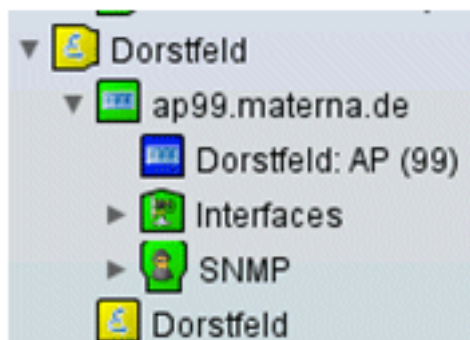 Dorstfeld
ap99.materna.de
Dorstfeld: AP (99)
Interfaces
SNMP
Dorstfeld